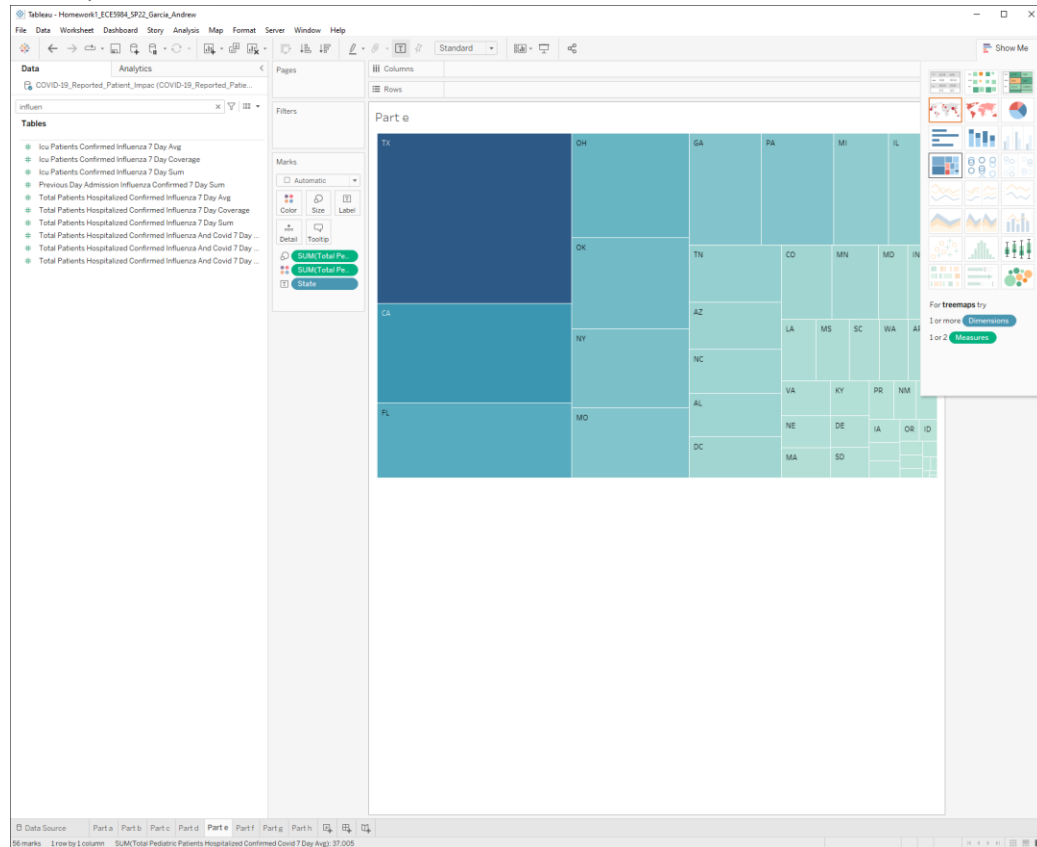 Tableau - Homework1_ECE5984_SP22_Garcia_Andrew
File Data Worksheet Dashboard Story Analysis Map Format Server Window Help
Standard
Show Me
Data Analytics
COVID-19_Reported_Patient_Impac (COVID-19_Reported_Patie...
influen
Tables
Icu Patients Confirmed Influenza 7 Day Avg
Icu Patients Confirmed Influenza 7 Day Coverage
Icu Patients Confirmed Influenza 7 Day Sum
Previous Day Admission Influenza Confirmed 7 Day Sum
Total Patients Hospitalized Confirmed Influenza 7 Day Avg
Total Patients Hospitalized Confirmed Influenza 7 Day Coverage
Total Patients Hospitalized Confirmed Influenza 7 Day Sum
Total Patients Hospitalized Confirmed Influenza And Covid 7 Day ...
Total Patients Hospitalized Confirmed Influenza And Covid 7 Day ...
Total Patients Hospitalized Confirmed Influenza And Covid 7 Day ...
Pages
Filters
Marks
Automatic
Color Size Label
Detail Tooltip
SUM(Total Pe..
SUM(Total Pe..
State
Columns
Rows
Part e
TX OH GA PA MI IL
OK TN CO MN MD IN
CA AZ
LA MS SC WA AR
NY
NC
VA KY PR NM
AL
FL MO
NE DE IA OR ID
DC
MA SD
For treemaps try
1 or more Dimensions
1 or 2 Measures
Data Source Part a Part b Part c Part d Part e Part f Part g Part h
56 marks 1 row by 1 column SUM(Total Pediatric Patients Hospitalized Confirmed Covid 7 Day Avg): 37,005